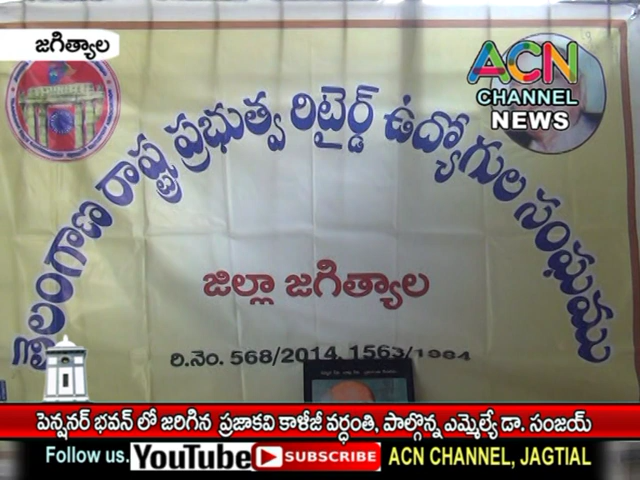 జగిత్యాల
ACN
CHANNEL
NEWS
తెలంగాణ రాష్ట్ర ప్రభుత్వ రిటైర్డ్ ఉద్యోగుల సంఘము
జిల్లా జగిత్యాల
రి.నెం. 568/2014, 1563/1984
పెన్షనర్ భవన్ లో జరిగిన ప్రజాకవి కాళోజీ వర్ధంతి, పాల్గొన్న ఎమ్మెల్యే డా. సంజయ్
Follow us. YouTube SUBSCRIBE ACN CHANNEL, JAGTIAL